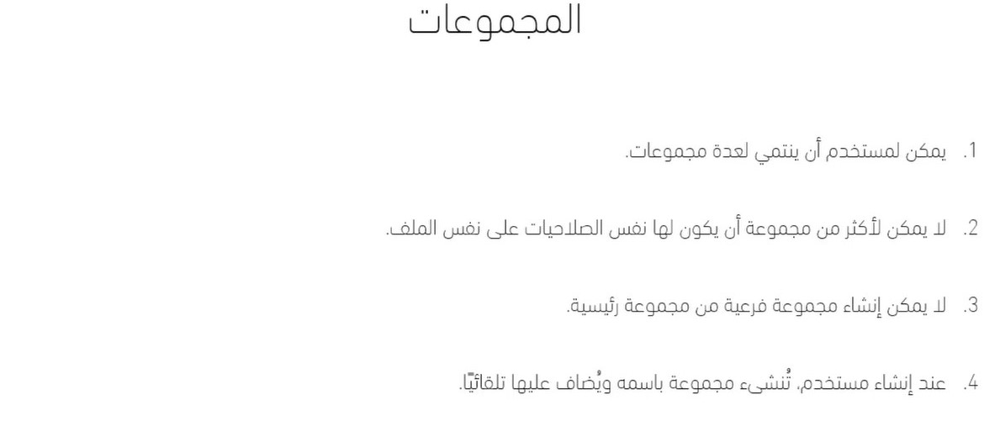 المجموعات
1. يمكن لمستخدم أن ينتمي لعدة مجموعات.
2. لا يمكن لأكثر من مجموعة أن يكون لها نفس الصلاحيات على نفس الملف.
3. لا يمكن إنشاء مجموعة فرعية من مجموعة رئيسية.
4. عند إنشاء مستخدم، تُنشىء مجموعة باسمه ويُضاف عليها تلقائيًا.